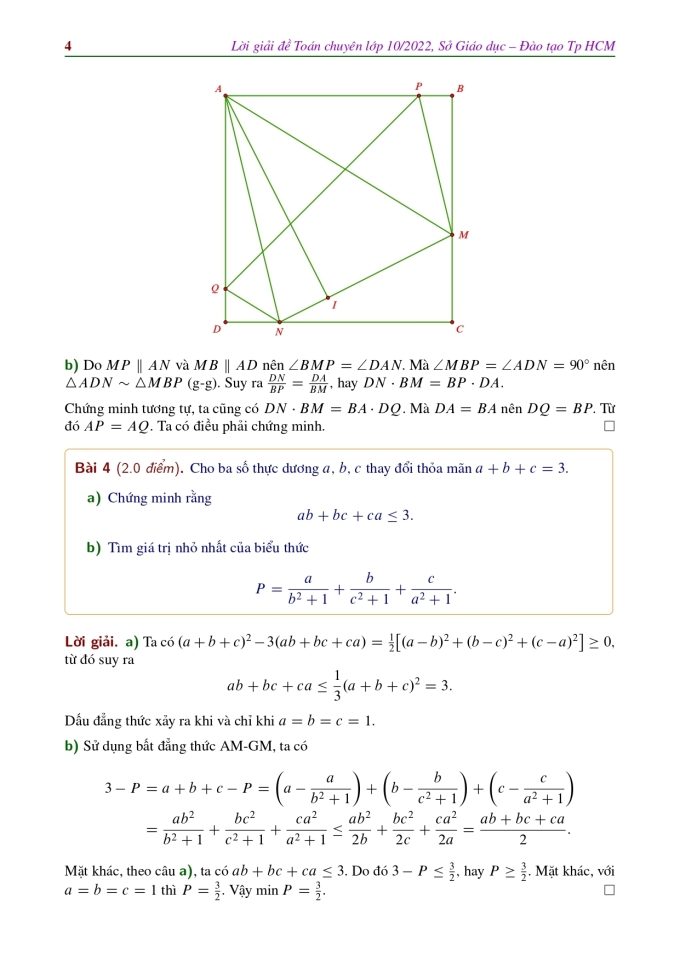 4 Lời giải đề Toán chuyên lớp 10/2022, Sở Giáo dục – Đào tạo Tp HCM
A P B
M
Q
I
D N C
b) Do MP ∥ AN và MB ∥ AD nên ∠BMP = ∠DAN. Mà ∠MBP = ∠ADN = 90° nên
△ADN ∼ △MBP (g-g). Suy ra DN/BP = DA/BM, hay DN · BM = BP · DA.
Chứng minh tương tự, ta cũng có DN · BM = BA · DQ. Mà DA = BA nên DQ = BP. Từ
đó AP = AQ. Ta có điều phải chứng minh. □
Bài 4 (2.0 điểm). Cho ba số thực dương a, b, c thay đổi thỏa mãn a + b + c = 3.
a) Chứng minh rằng
ab + bc + ca ≤ 3.
b) Tìm giá trị nhỏ nhất của biểu thức
P = a/(b² + 1) + b/(c² + 1) + c/(a² + 1).
Lời giải. a) Ta có (a + b + c)² − 3(ab + bc + ca) = ½[(a − b)² + (b − c)² + (c − a)²] ≥ 0,
từ đó suy ra
ab + bc + ca ≤ 1/3(a + b + c)² = 3.
Dấu đẳng thức xảy ra khi và chỉ khi a = b = c = 1.
b) Sử dụng bất đẳng thức AM-GM, ta có
3 − P = a + b + c − P = (a − a/(b² + 1)) + (b − b/(c² + 1)) + (c − c/(a² + 1))
= ab²/(b² + 1) + bc²/(c² + 1) + ca²/(a² + 1) ≤ ab²/2b + bc²/2c + ca²/2a = (ab + bc + ca)/2.
Mặt khác, theo câu a), ta có ab + bc + ca ≤ 3. Do đó 3 − P ≤ 3/2, hay P ≥ 3/2. Mặt khác, với
a = b = c = 1 thì P = 3/2. Vậy min P = 3/2. □